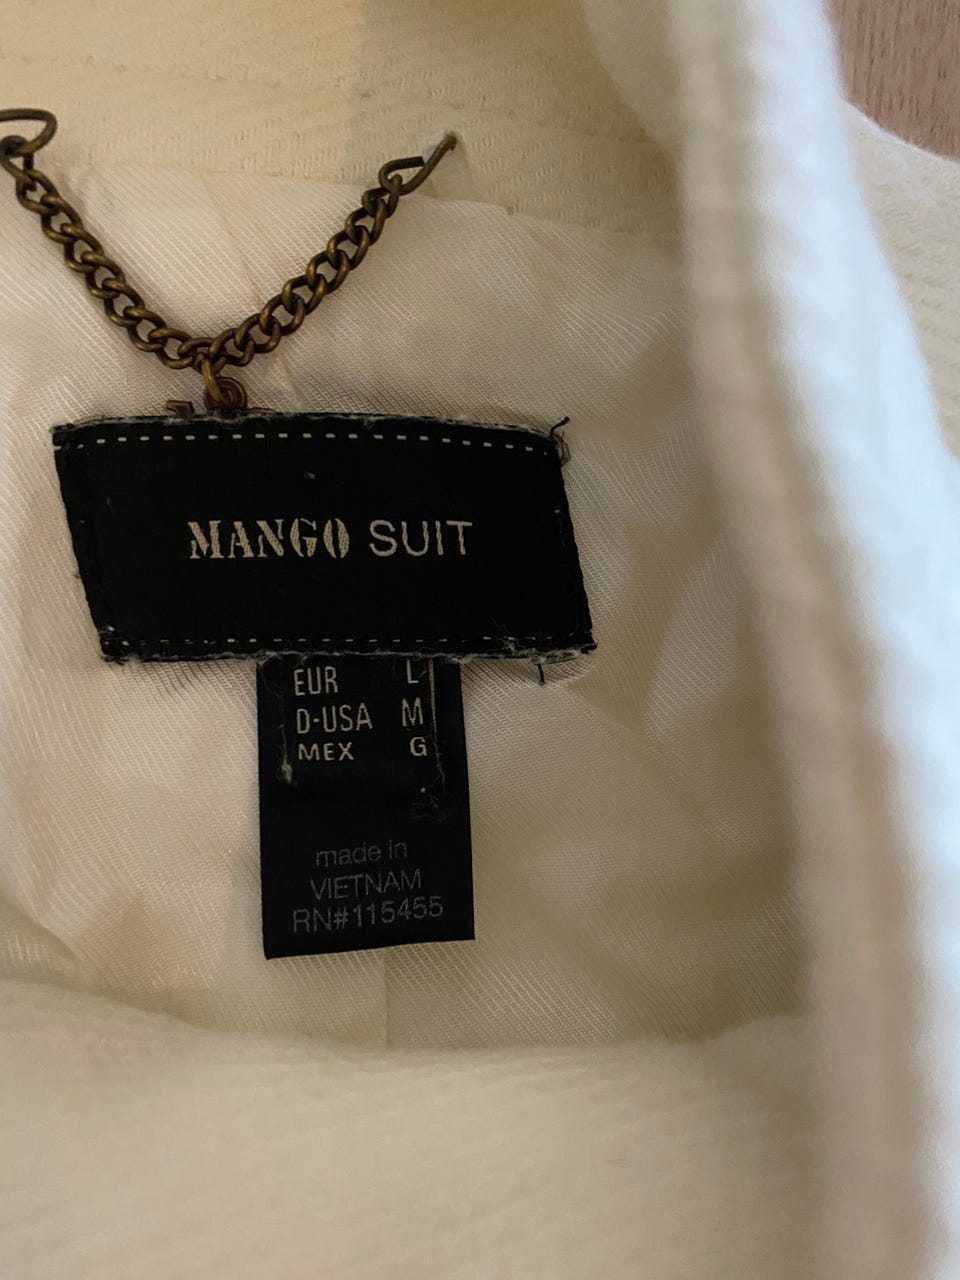 MANGO SUIT
EUR L
D-USA M
MEX G
made in
VIETNAM
RN#115455